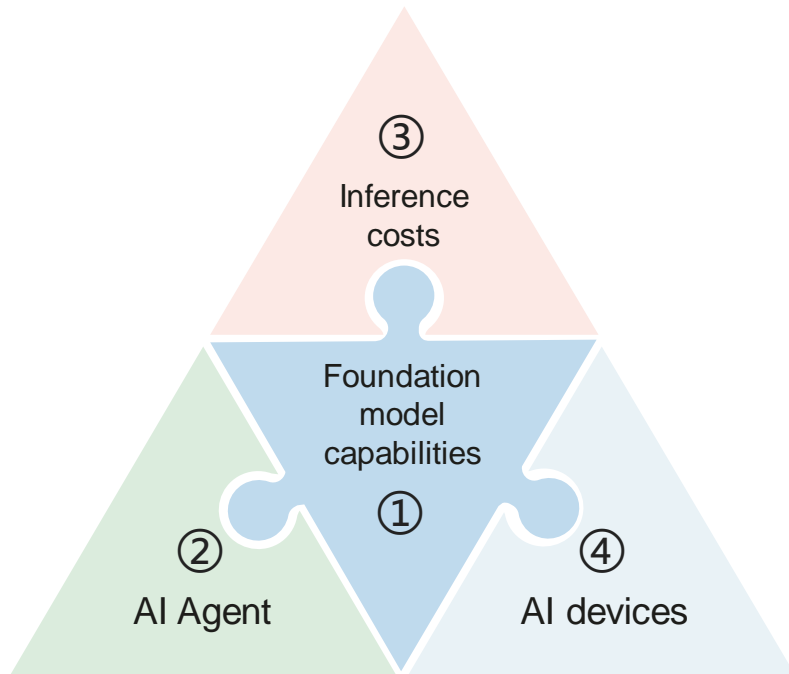 ③
Inference
costs
Foundation
model
capabilities
①
②
AI Agent
④
AI devices